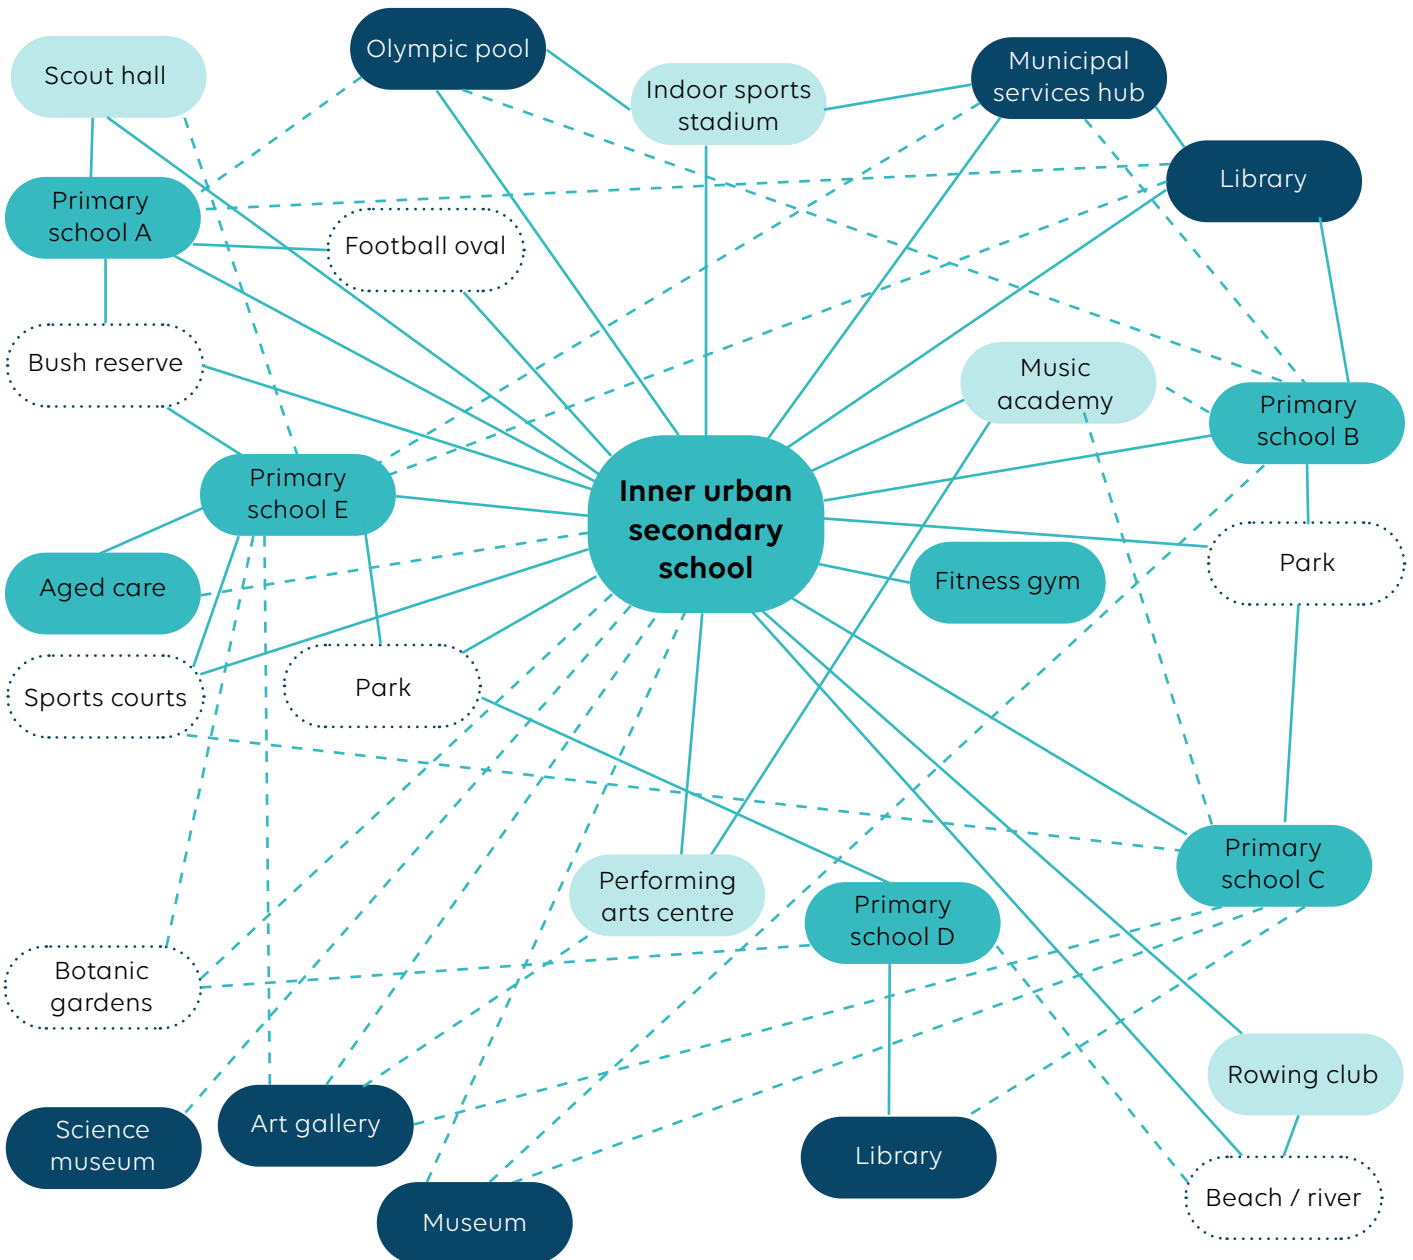 Scout hall
Olympic pool
Indoor sports
stadium
Municipal
services hub
Library
Primary
school A
Football oval
Bush reserve
Music
academy
Primary
school B
Primary
school E
Inner urban
secondary
school
Park
Aged care
Fitness gym
Sports courts
Park
Performing
arts centre
Primary
school D
Primary
school C
Botanic
gardens
Science
museum
Art gallery
Museum
Library
Rowing club
Beach / river